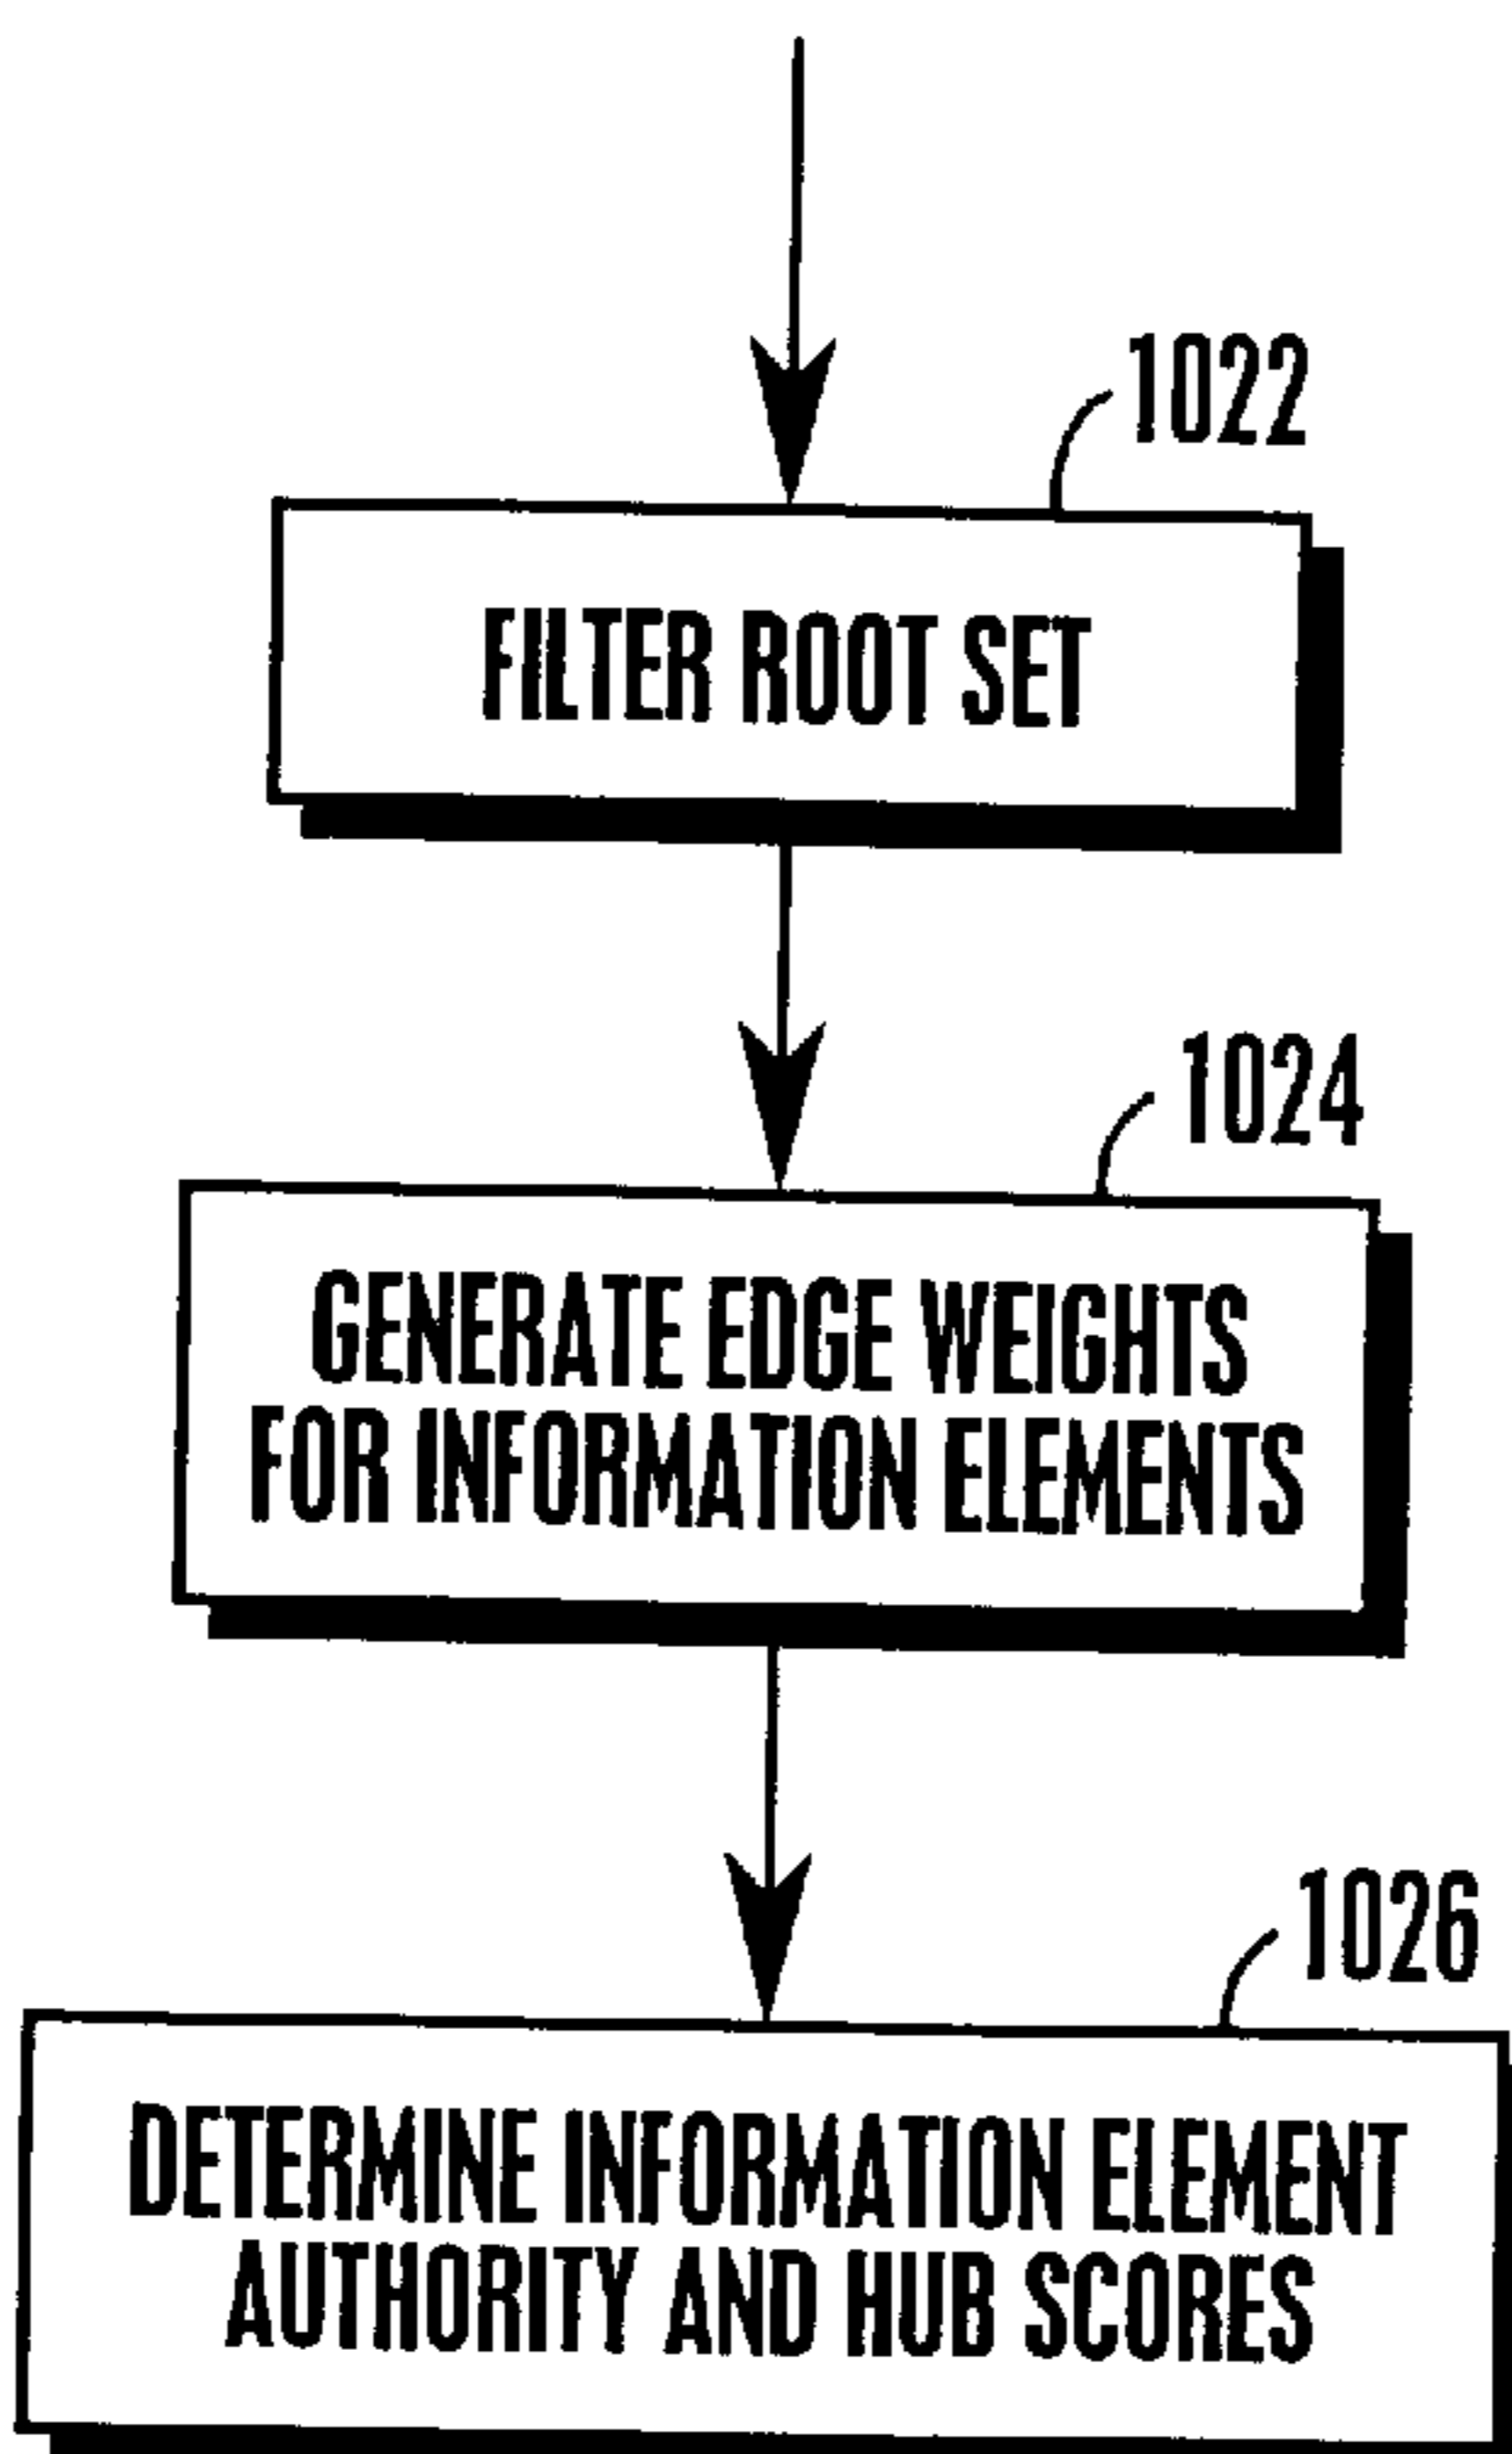 1022
FILTER ROOT SET
1024
GENERATE EDGE WEIGHTS
FOR INFORMATION ELEMENTS
1026
DETERMINE INFORMATION ELEMENT
AUTHORITY AND HUB SCORES